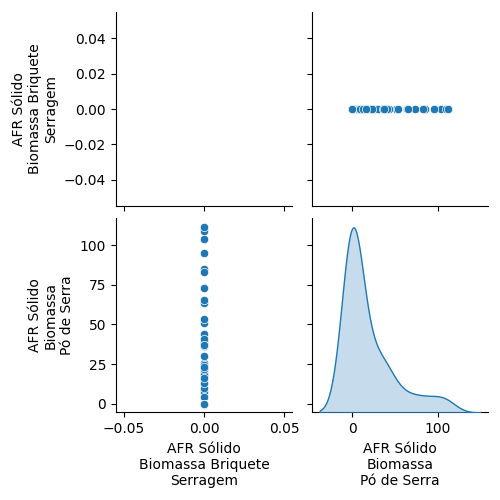 0.04
0.02
0.00
−0.02
−0.04
AFR Sólido
Biomassa Briquete
Serragem
100
75
50
25
0
AFR Sólido
Biomassa
Pó de Serra
−0.05
0.00
0.05
AFR Sólido
Biomassa Briquete
Serragem
0
100
AFR Sólido
Biomassa
Pó de Serra